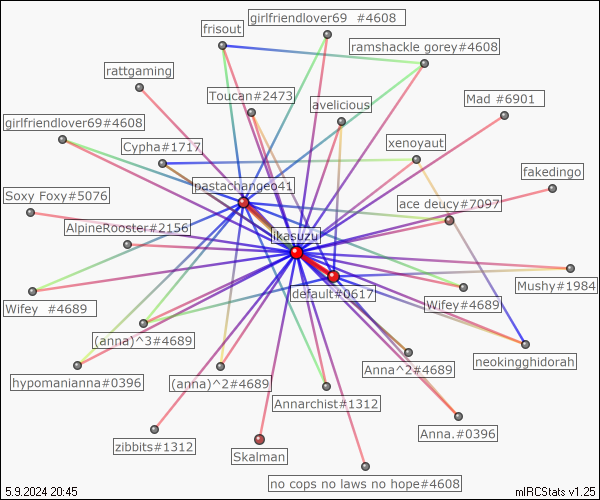 girlfriendlover69 #4608
frisout
ramshackle gorey#4608
rattgaming
Toucan#2473
avelicious
Mad #6901
girlfriendlover69#4608
Cypha#1717
xenoyaut
fakedingo
pastachangeo41
Soxy Foxy#5076
ace deucy#7097
AlpineRooster#2156
ikasuzu
Mushy#1984
default#0617
Wifey #4689
Wifey#4689
(anna)^3#4689
neokingghidorah
Anna^2#4689
hypomanianna#0396
(anna)^2#4689
Annarchist#1312
Anna.#0396
zibbits#1312
Skalman
no cops no laws no hope#4608
5.9.2024 20:45
mIRCStats v1.25